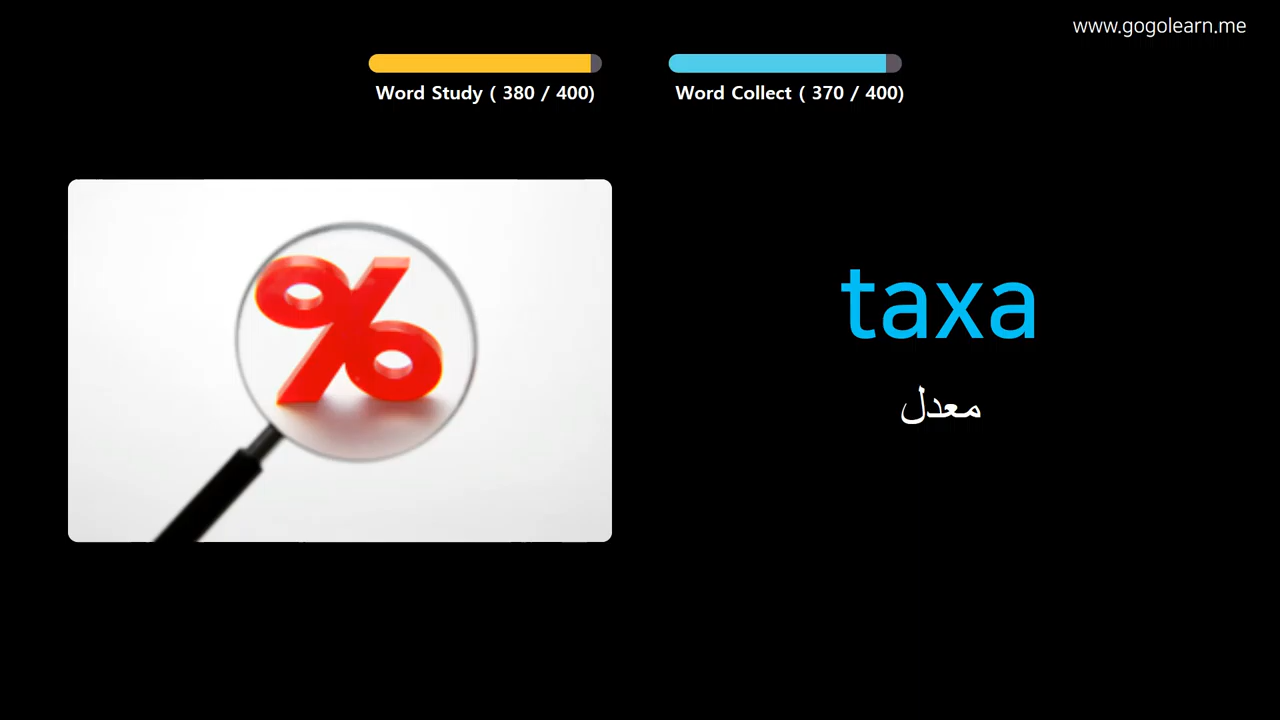 www.gogolearn.me
Word Study ( 380 / 400)
Word Collect ( 370 / 400)
%
taxa
معدل